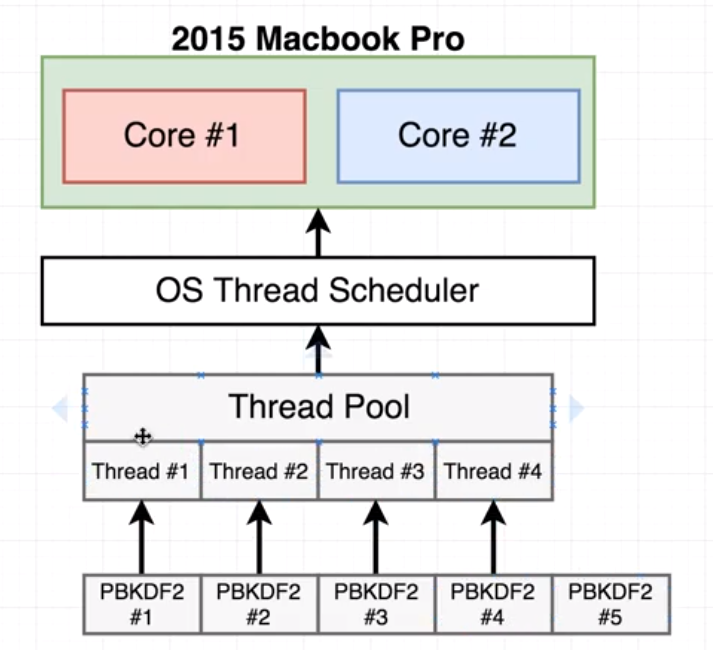 2015 Macbook Pro
Core #1
Core #2
OS Thread Scheduler
Thread Pool
Thread #1
Thread #2
Thread #3
Thread #4
PBKDF2
#1
PBKDF2
#2
PBKDF2
#3
PBKDF2
#4
PBKDF2
#5